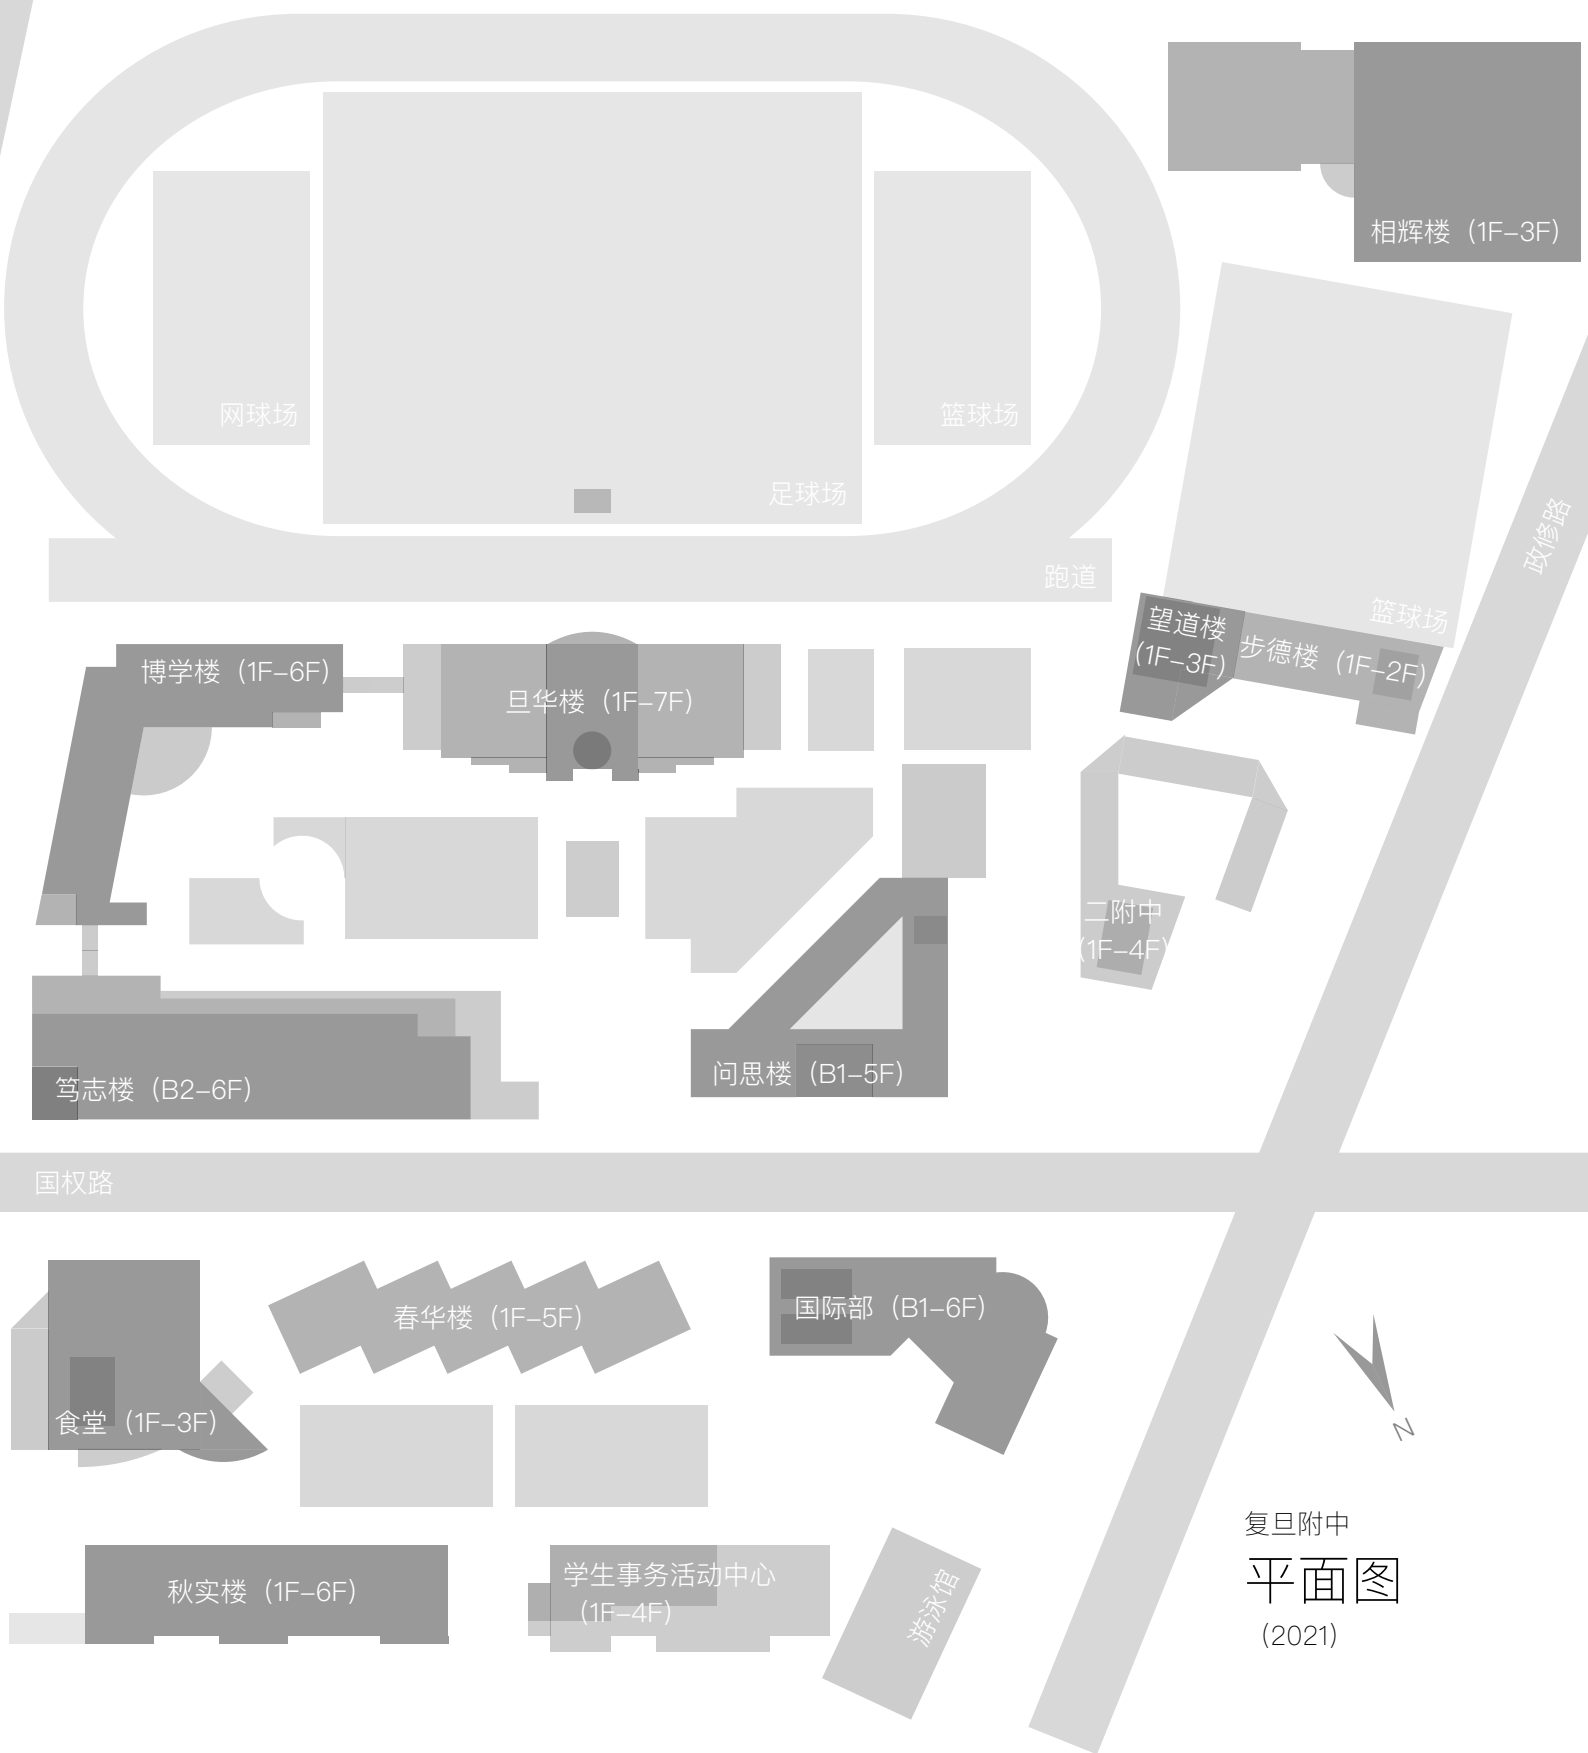 相辉楼（1F–3F）
网球场
篮球场
足球场
政修路
跑道
篮球场
望道楼
（1F–3F）
步德楼（1F–2F）
博学楼（1F–6F）
旦华楼（1F–7F）
二附中
（1F–4F）
问思楼（B1–5F）
笃志楼（B2–6F）
国权路
春华楼（1F–5F）
国际部（B1–6F）
食堂（1F–3F）
N
复旦附中
平面图
（2021）
秋实楼（1F–6F）
学生事务活动中心
（1F–4F）
游泳馆